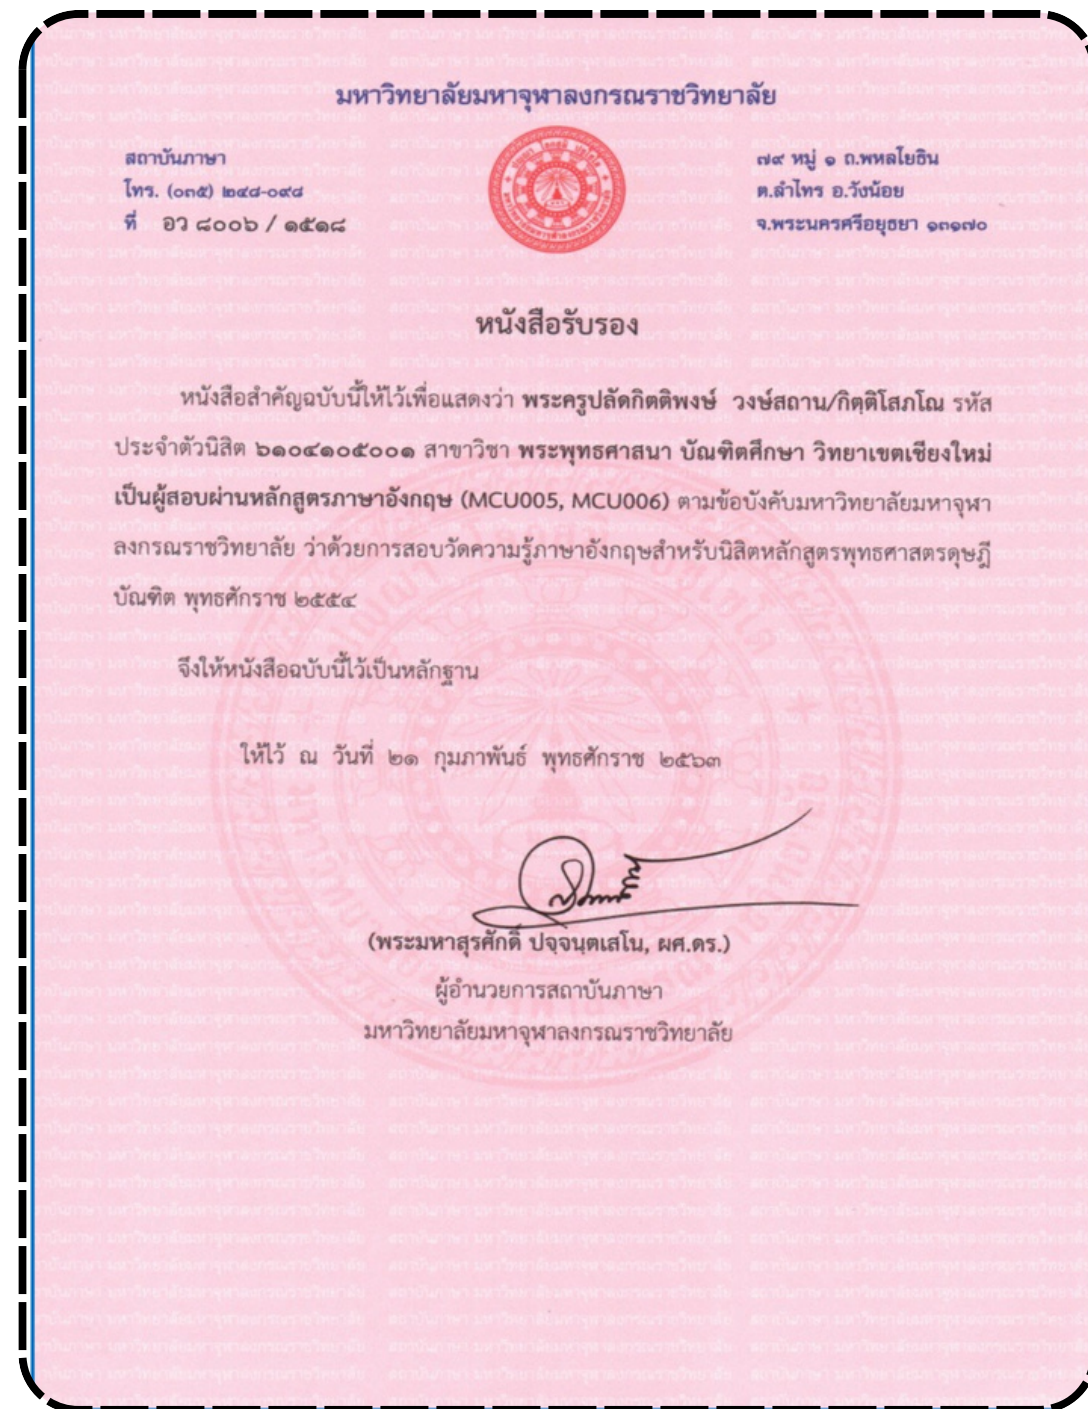 มหาวิทยาลัยมหาจุฬาลงกรณราชวิทยาลัย
สถาบันภาษา
โทร. (๐๓๕) ๒๔๘-๐๙๘
ที่ อว ๘๐๐๖ / ๑๕๑๘
๗๙ หมู่ ๑ ถ.พหลโยธิน
ต.ลำไทร อ.วังน้อย
จ.พระนครศรีอยุธยา ๑๓๑๗๐
หนังสือรับรอง
หนังสือสำคัญฉบับนี้ให้ไว้เพื่อแสดงว่า พระครูปลัดกิตติพงษ์ วงษ์สถาน/กิตฺติโสภโณ รหัส
ประจำตัวนิสิต ๖๑๐๔๑๐๕๐๐๑ สาขาวิชา พระพุทธศาสนา บัณฑิตศึกษา วิทยาเขตเชียงใหม่
เป็นผู้สอบผ่านหลักสูตรภาษาอังกฤษ (MCU005, MCU006) ตามข้อบังคับมหาวิทยาลัยมหาจุฬา
ลงกรณราชวิทยาลัย ว่าด้วยการสอบวัดความรู้ภาษาอังกฤษสำหรับนิสิตหลักสูตรพุทธศาสตรดุษฎี
บัณฑิต พุทธศักราช ๒๕๕๔
จึงให้หนังสือฉบับนี้ไว้เป็นหลักฐาน
ให้ไว้ ณ วันที่ ๒๑ กุมภาพันธ์ พุทธศักราช ๒๕๖๓
(พระมหาสุรศักดิ์ ปจฺจนฺตเสโน, ผศ.ดร.)
ผู้อำนวยการสถาบันภาษา
มหาวิทยาลัยมหาจุฬาลงกรณราชวิทยาลัย